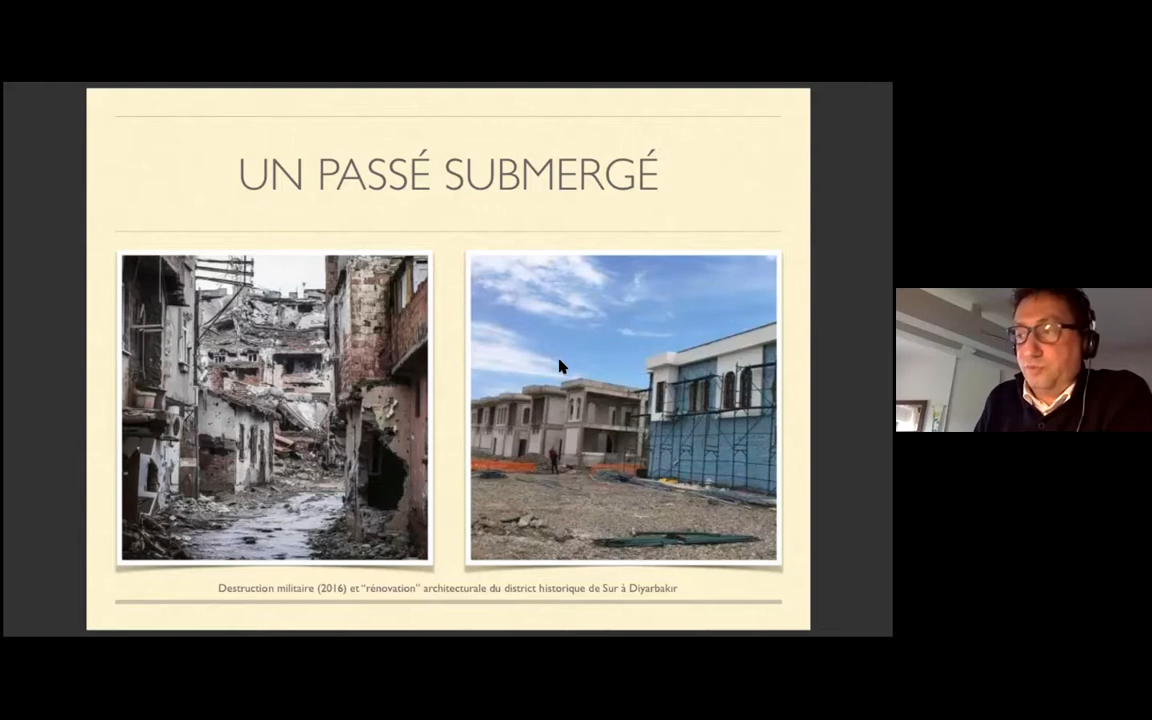 UN PASSÉ SUBMERGÉ
Destruction militaire (2016) et “rénovation” architecturale du district historique de Sur à Diyarbakır